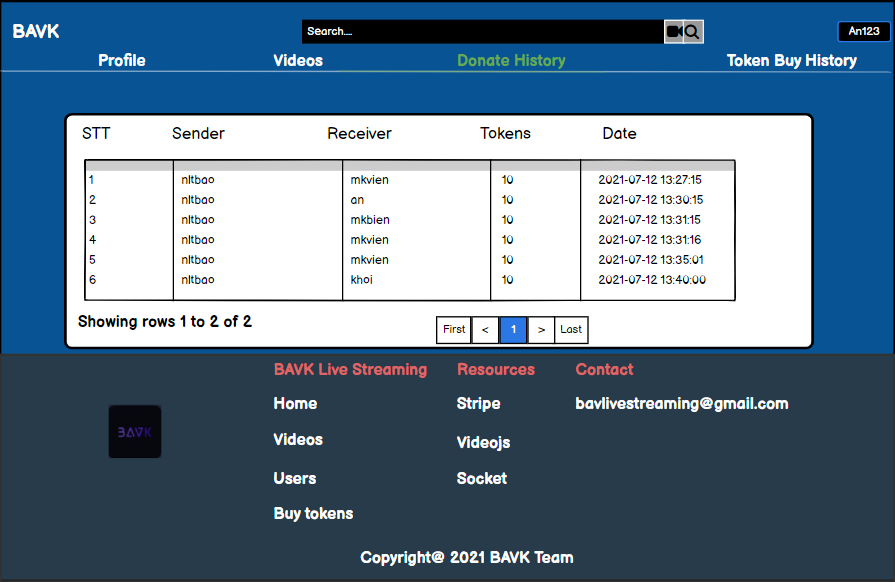 BAVK Search.... An123
Profile Videos Donate History Token Buy History
STT Sender Receiver Tokens Date
1 nltbao mkvien 10 2021-07-12 13:27:15
2 nltbao an 10 2021-07-12 13:30:15
3 nltbao mkbien 10 2021-07-12 13:31:15
4 nltbao mkvien 10 2021-07-12 13:31:16
5 nltbao mkvien 10 2021-07-12 13:35:01
6 nltbao khoi 10 2021-07-12 13:40:00
Showing rows 1 to 2 of 2 First < 1 > Last
BAVK Live Streaming Resources Contact
Home Stripe bavlivestreaming@gmail.com
BAVK
Videos Videojs
Users Socket
Buy tokens
Copyright@ 2021 BAVK Team